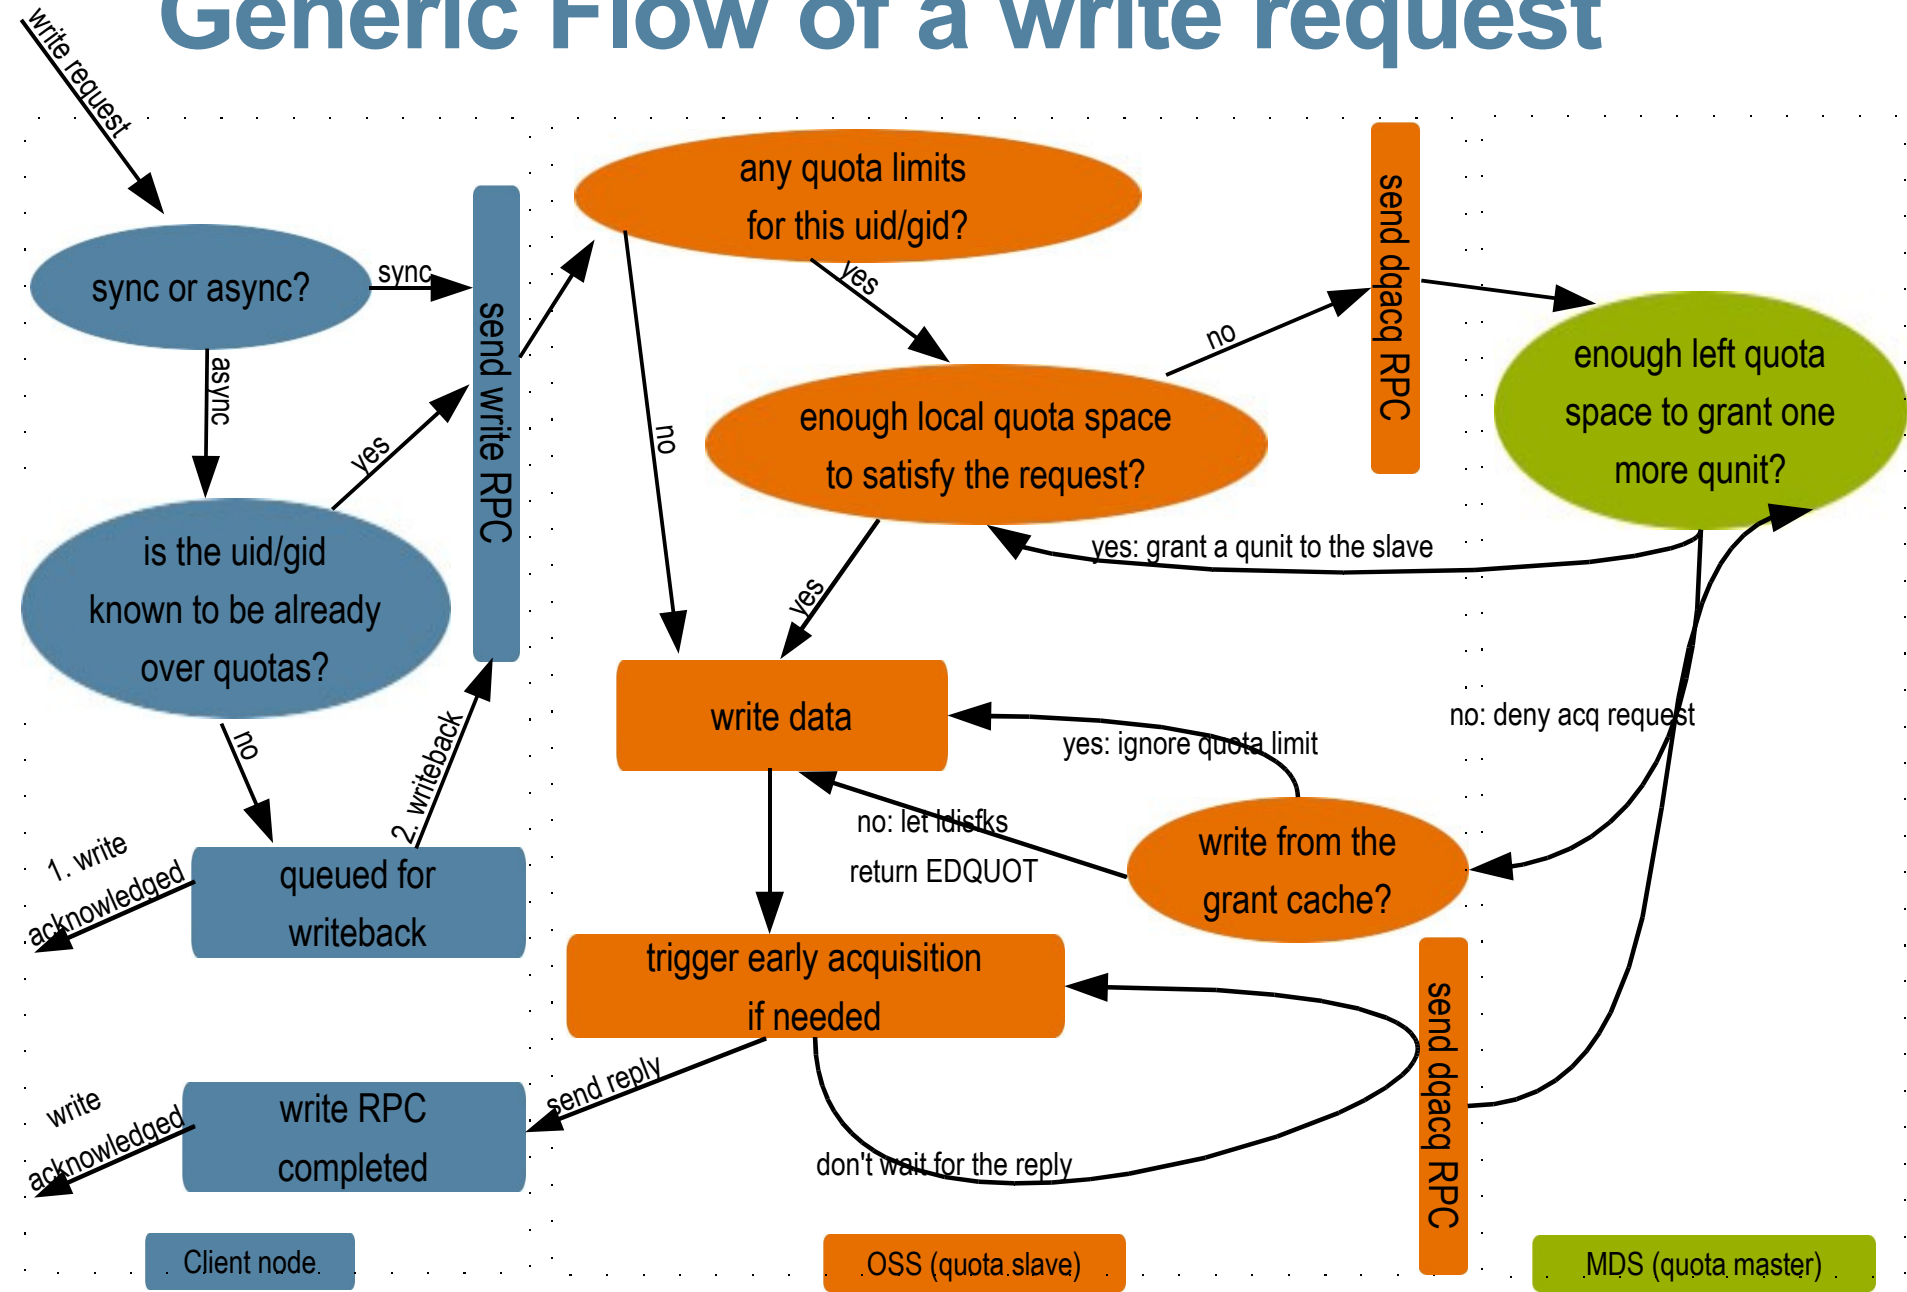 Generic Flow of a write request
write request
sync or async?
sync
async
is the uid/gid
known to be already
over quotas?
yes
no
send write RPC
2. writeback
queued for
writeback
1. write
acknowledged
write RPC
completed
write
acknowledged
Client node
any quota limits
for this uid/gid?
yes
no
enough local quota space
to satisfy the request?
no
yes
send dqacq RPC
enough left quota
space to grant one
more qunit?
yes: grant a qunit to the slave
no: deny acq request
write data
yes: ignore quota limit
no: let ldisfks
return EDQUOT
write from the
grant cache?
trigger early acquisition
if needed
send reply
don't wait for the reply
send dqacq RPC
OSS (quota slave)
MDS (quota master)